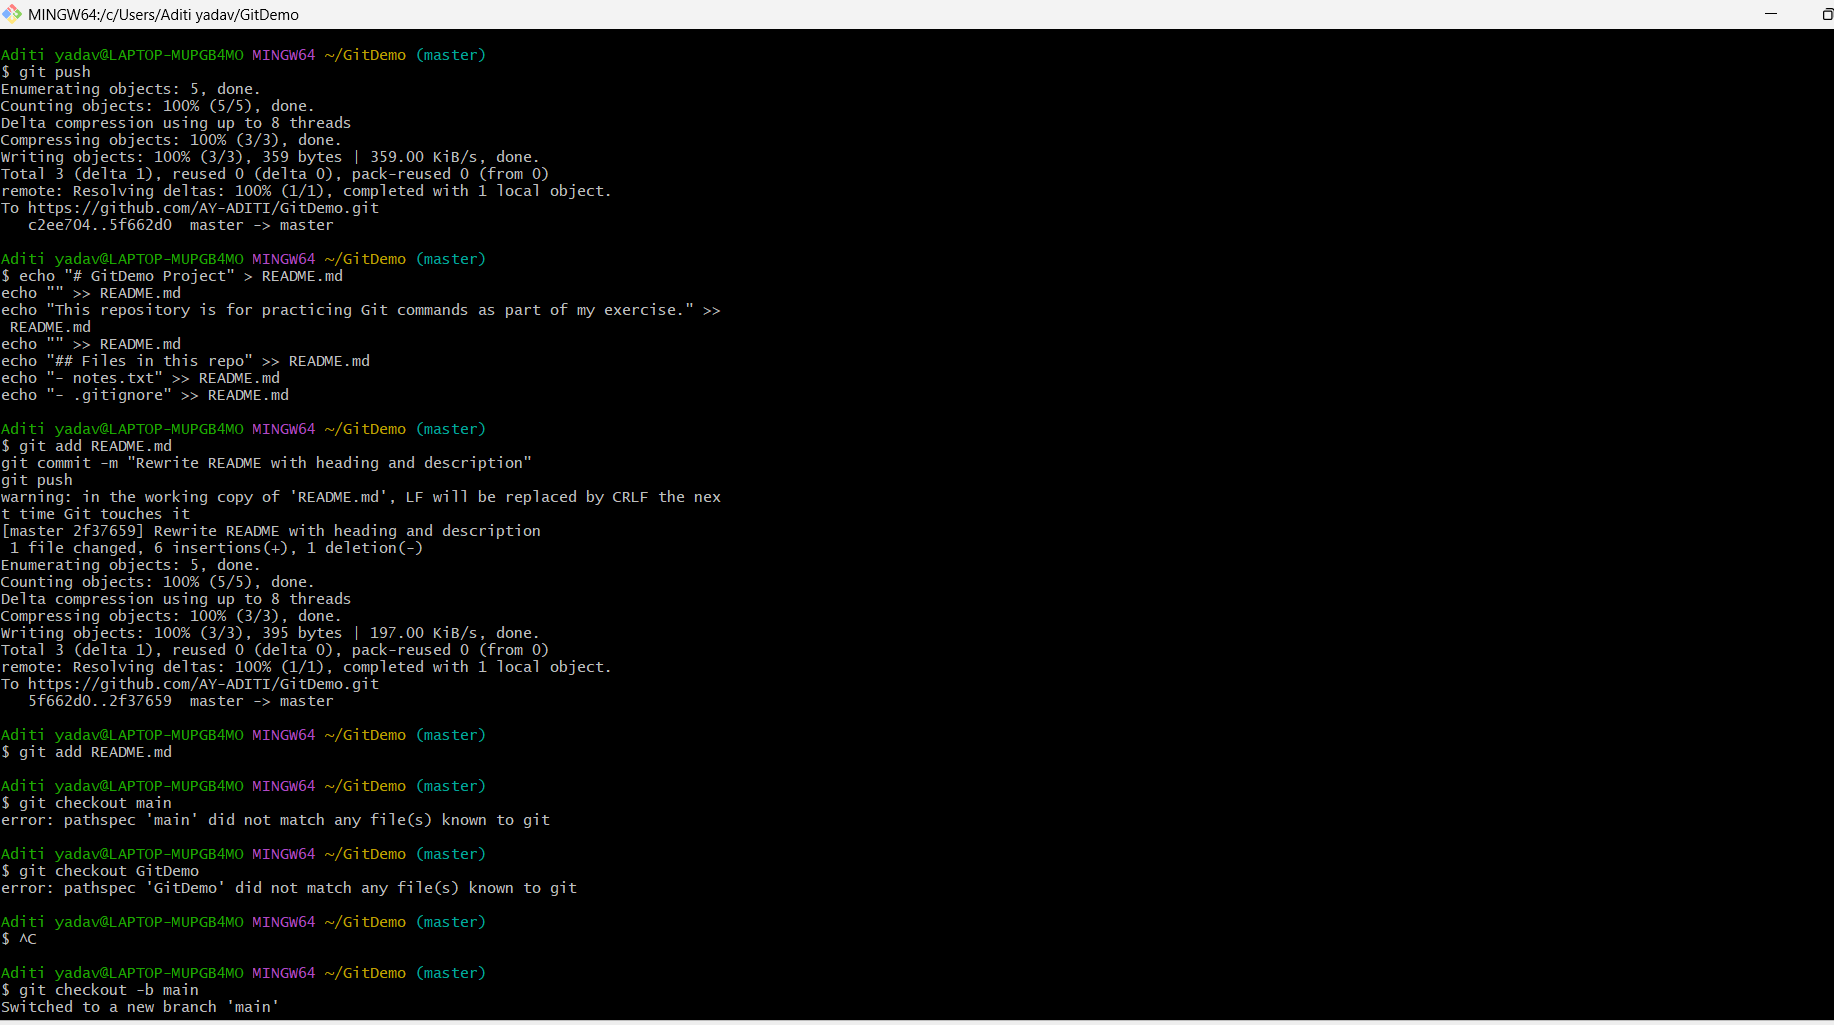 MINGW64:/c/Users/Aditi yadav/GitDemo
Aditi yadav@LAPTOP-MUPGB4MO MINGW64 ~/GitDemo (master)
$ git push
Enumerating objects: 5, done.
Counting objects: 100% (5/5), done.
Delta compression using up to 8 threads
Compressing objects: 100% (3/3), done.
Writing objects: 100% (3/3), 359 bytes | 359.00 KiB/s, done.
Total 3 (delta 1), reused 0 (delta 0), pack-reused 0 (from 0)
remote: Resolving deltas: 100% (1/1), completed with 1 local object.
To https://github.com/AY-ADITI/GitDemo.git
   c2ee704..5f662d0  master -> master
Aditi yadav@LAPTOP-MUPGB4MO MINGW64 ~/GitDemo (master)
$ echo "# GitDemo Project" > README.md
echo "" >> README.md
echo "This repository is for practicing Git commands as part of my exercise." >>
 README.md
echo "" >> README.md
echo "## Files in this repo" >> README.md
echo "- notes.txt" >> README.md
echo "- .gitignore" >> README.md
Aditi yadav@LAPTOP-MUPGB4MO MINGW64 ~/GitDemo (master)
$ git add README.md
git commit -m "Rewrite README with heading and description"
git push
warning: in the working copy of 'README.md', LF will be replaced by CRLF the nex
t time Git touches it
[master 2f37659] Rewrite README with heading and description
 1 file changed, 6 insertions(+), 1 deletion(-)
Enumerating objects: 5, done.
Counting objects: 100% (5/5), done.
Delta compression using up to 8 threads
Compressing objects: 100% (3/3), done.
Writing objects: 100% (3/3), 395 bytes | 197.00 KiB/s, done.
Total 3 (delta 1), reused 0 (delta 0), pack-reused 0 (from 0)
remote: Resolving deltas: 100% (1/1), completed with 1 local object.
To https://github.com/AY-ADITI/GitDemo.git
   5f662d0..2f37659  master -> master
Aditi yadav@LAPTOP-MUPGB4MO MINGW64 ~/GitDemo (master)
$ git add README.md
Aditi yadav@LAPTOP-MUPGB4MO MINGW64 ~/GitDemo (master)
$ git checkout main
error: pathspec 'main' did not match any file(s) known to git
Aditi yadav@LAPTOP-MUPGB4MO MINGW64 ~/GitDemo (master)
$ git checkout GitDemo
error: pathspec 'GitDemo' did not match any file(s) known to git
Aditi yadav@LAPTOP-MUPGB4MO MINGW64 ~/GitDemo (master)
$ ^C
Aditi yadav@LAPTOP-MUPGB4MO MINGW64 ~/GitDemo (master)
$ git checkout -b main
Switched to a new branch 'main'